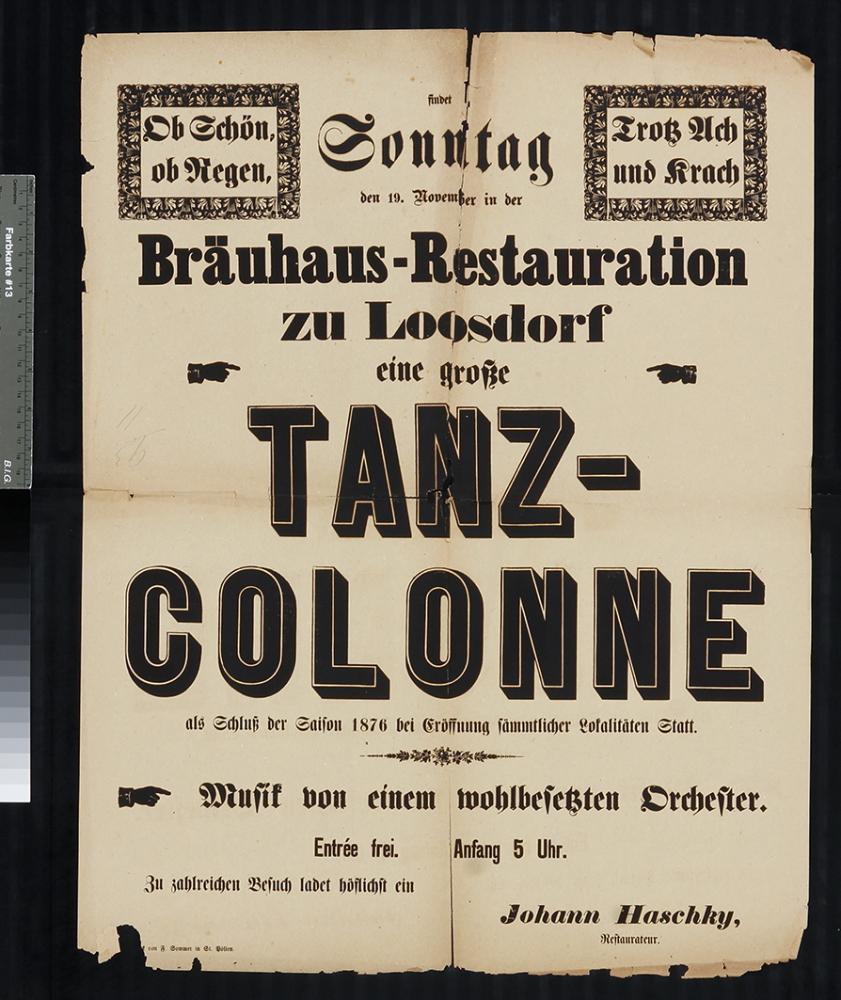 Ob Schön,
ob Regen,
findet
Sonntag
den 19. November in der
Trotz Ach
und Krach
Bräuhaus-Restauration
zu Loosdorf
eine große
TANZ-
COLONNE
als Schluß der Saison 1876 bei Eröffnung sämmtlicher Lokalitäten Statt.
Musik von einem wohlbesetzten Orchester.
Entrée frei. Anfang 5 Uhr.
Zu zahlreichen Besuch ladet höflichst ein
Johann Haschky,
Restaurateur.
von F. Sommer in St. Pölten.
Farbkarte #13
B.I.G.